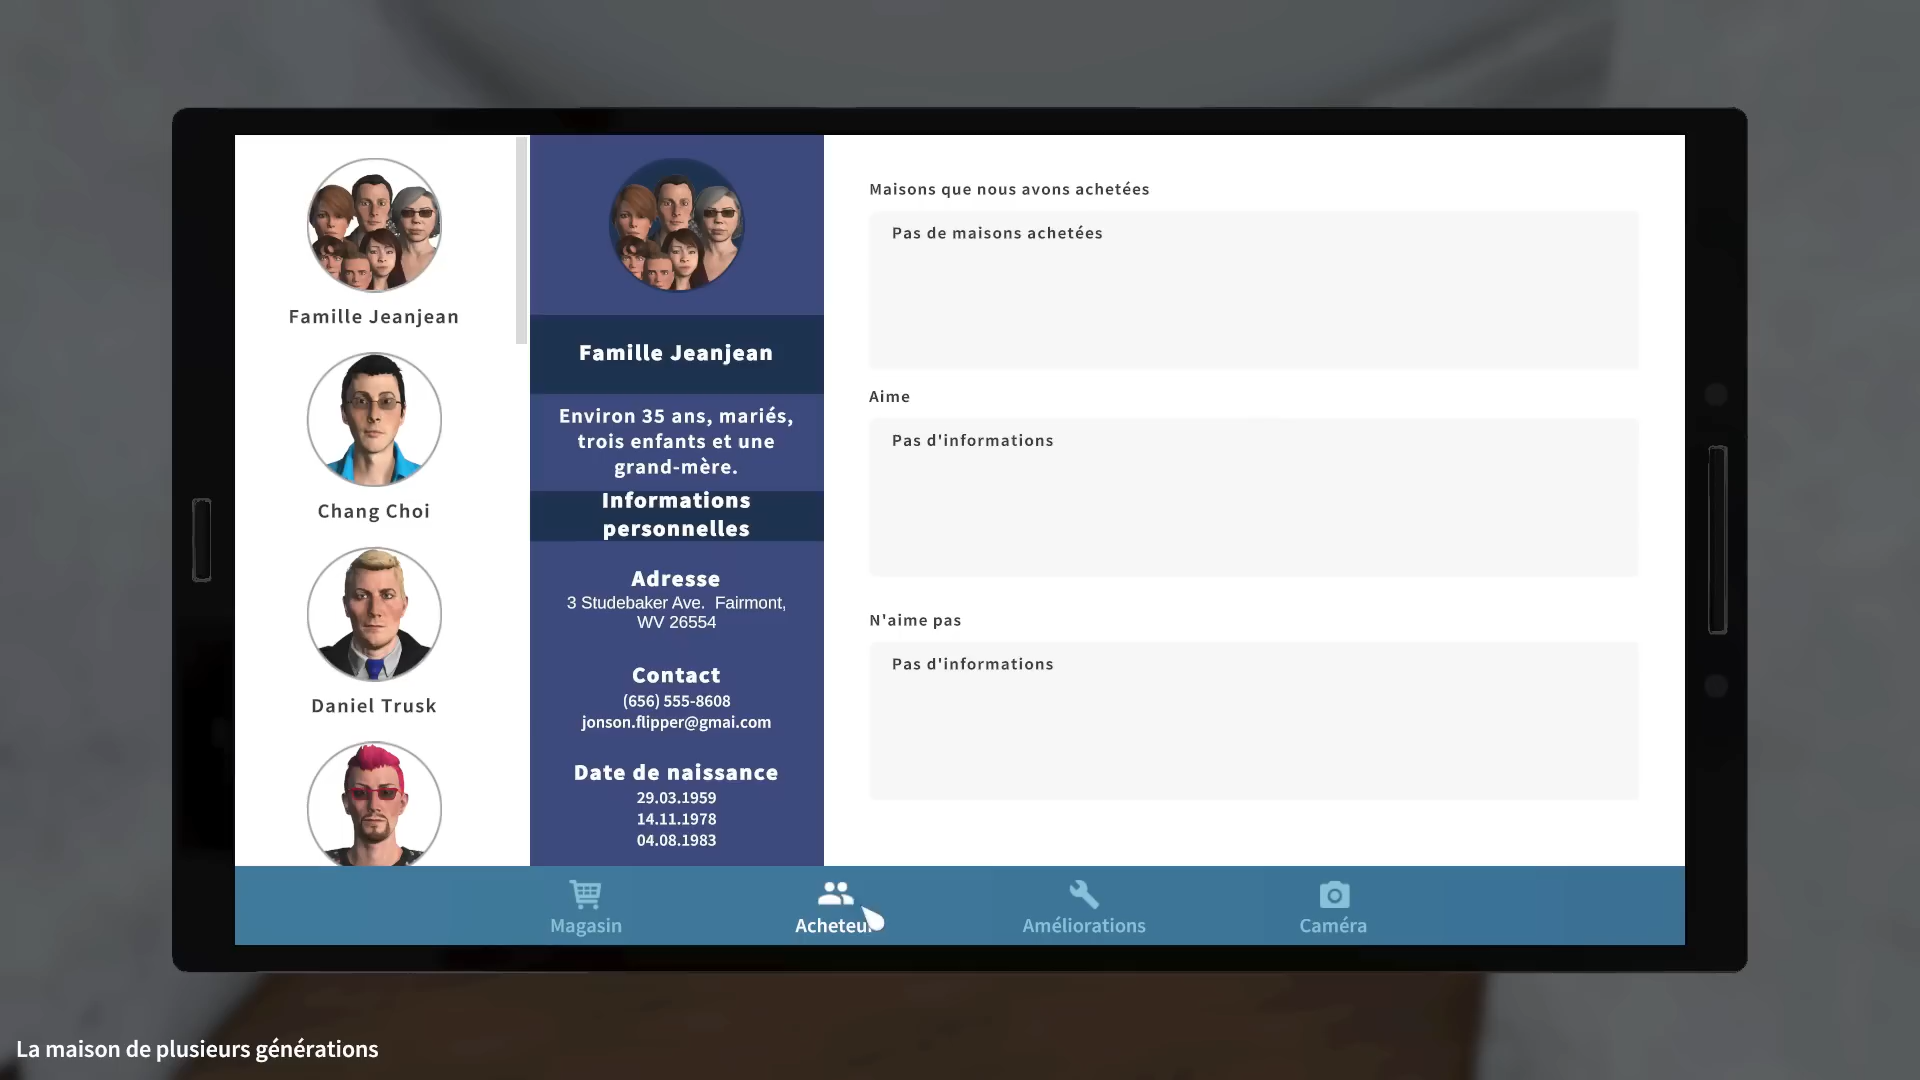 Famille Jeanjean
Chang Choi
Daniel Trusk
Famille Jeanjean
Environ 35 ans, mariés,
trois enfants et une
grand-mère.
Informations
personnelles
Adresse
3 Studebaker Ave.  Fairmont,
WV 26554
Contact
(656) 555-8608
jonson.flipper@gmai.com
Date de naissance
29.03.1959
14.11.1978
04.08.1983
Maisons que nous avons achetées
Pas de maisons achetées
Aime
Pas d'informations
N'aime pas
Pas d'informations
Magasin
Acheteur
Améliorations
Caméra
La maison de plusieurs générations